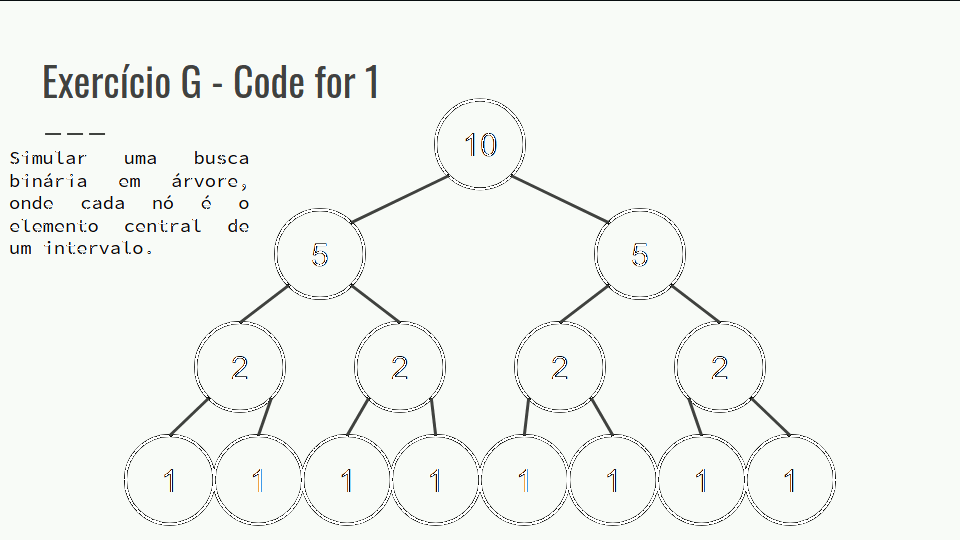 Exercício G - Code for 1
Simular uma busca
binária em árvore,
onde cada nó é o
elemento central de
um intervalo.
10
5 5
2 2 2 2
1 1 1 1 1 1 1 1